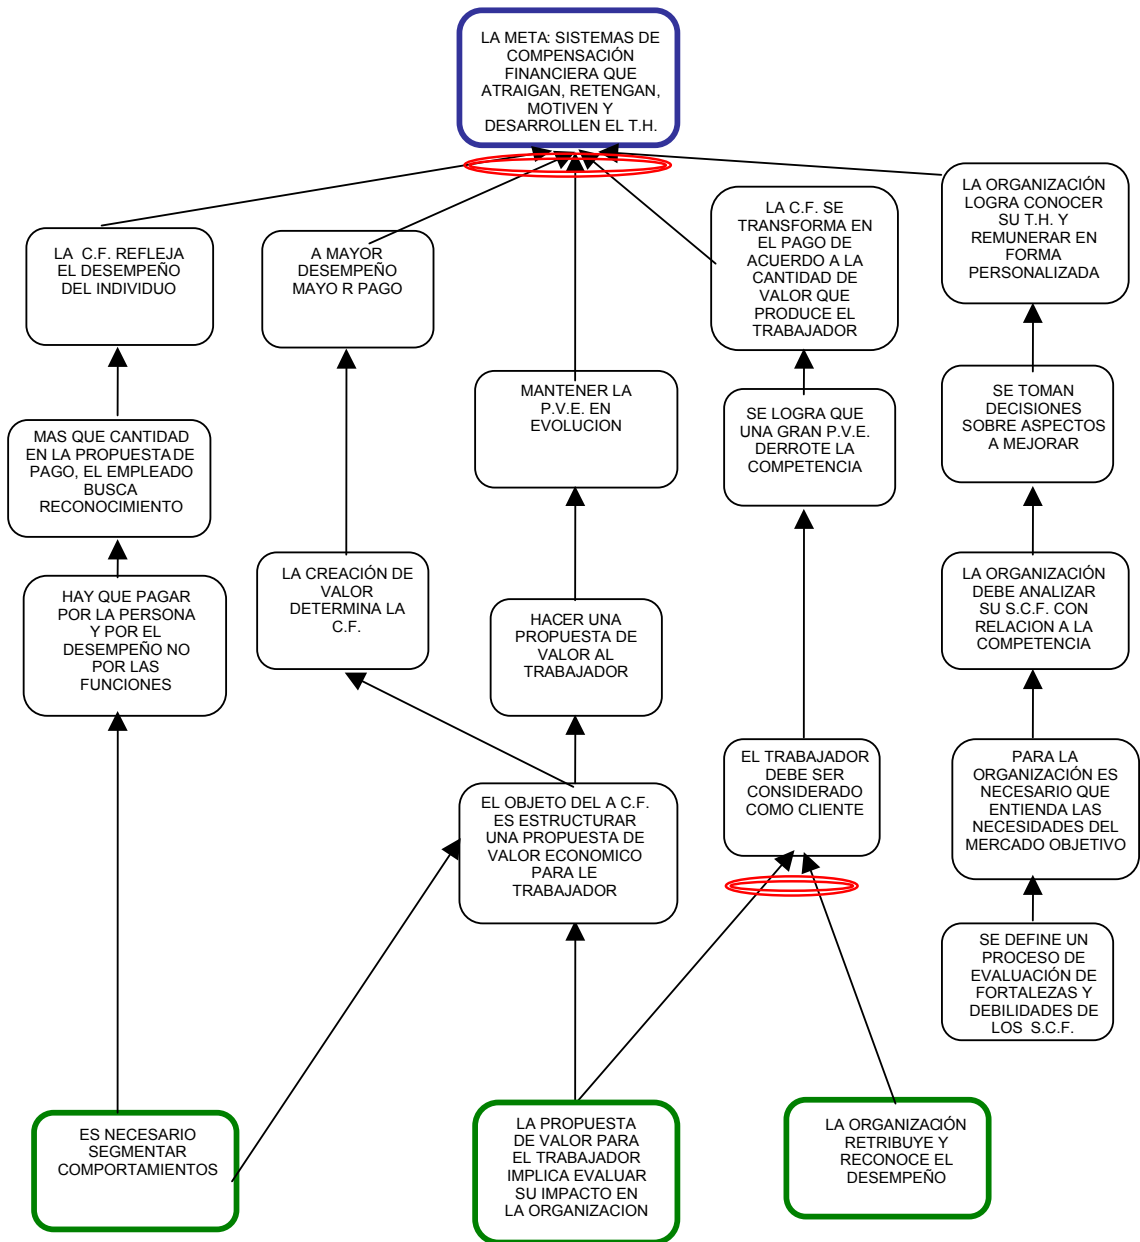 LA META: SISTEMAS DE
COMPENSACIÓN
FINANCIERA QUE
ATRAIGAN, RETENGAN,
MOTIVEN Y
DESARROLLEN EL T.H.
LA C.F. REFLEJA
EL DESEMPEÑO
DEL INDIVIDUO
A MAYOR
DESEMPEÑO
MAYO R PAGO
LA C.F. SE
TRANSFORMA EN
EL PAGO DE
ACUERDO A LA
CANTIDAD DE
VALOR QUE
PRODUCE EL
TRABAJADOR
LA ORGANIZACIÓN
LOGRA CONOCER
SU T.H. Y
REMUNERAR EN
FORMA
PERSONALIZADA
MAS QUE CANTIDAD
EN LA PROPUESTA DE
PAGO, EL EMPLEADO
BUSCA
RECONOCIMIENTO
MANTENER LA
P.V.E. EN
EVOLUCION
SE LOGRA QUE
UNA GRAN P.V.E.
DERROTE LA
COMPETENCIA
SE TOMAN
DECISIONES
SOBRE ASPECTOS
A MEJORAR
HAY QUE PAGAR
POR LA PERSONA
Y POR EL
DESEMPEÑO NO
POR LAS
FUNCIONES
LA CREACIÓN DE
VALOR
DETERMINA LA
C.F.
HACER UNA
PROPUESTA DE
VALOR AL
TRABAJADOR
LA ORGANIZACIÓN
DEBE ANALIZAR
SU S.C.F. CON
RELACION A LA
COMPETENCIA
EL OBJETO DEL A C.F.
ES ESTRUCTURAR
UNA PROPUESTA DE
VALOR ECONOMICO
PARA LE
TRABAJADOR
EL TRABAJADOR
DEBE SER
CONSIDERADO
COMO CLIENTE
PARA LA
ORGANIZACIÓN ES
NECESARIO QUE
ENTIENDA LAS
NECESIDADES DEL
MERCADO OBJETIVO
SE DEFINE UN
PROCESO DE
EVALUACIÓN DE
FORTALEZAS Y
DEBILIDADES DE
LOS S.C.F.
ES NECESARIO
SEGMENTAR
COMPORTAMIENTOS
LA PROPUESTA
DE VALOR PARA
EL TRABAJADOR
IMPLICA EVALUAR
SU IMPACTO EN
LA ORGANIZACION
LA ORGANIZACIÓN
RETRIBUYE Y
RECONOCE EL
DESEMPEÑO